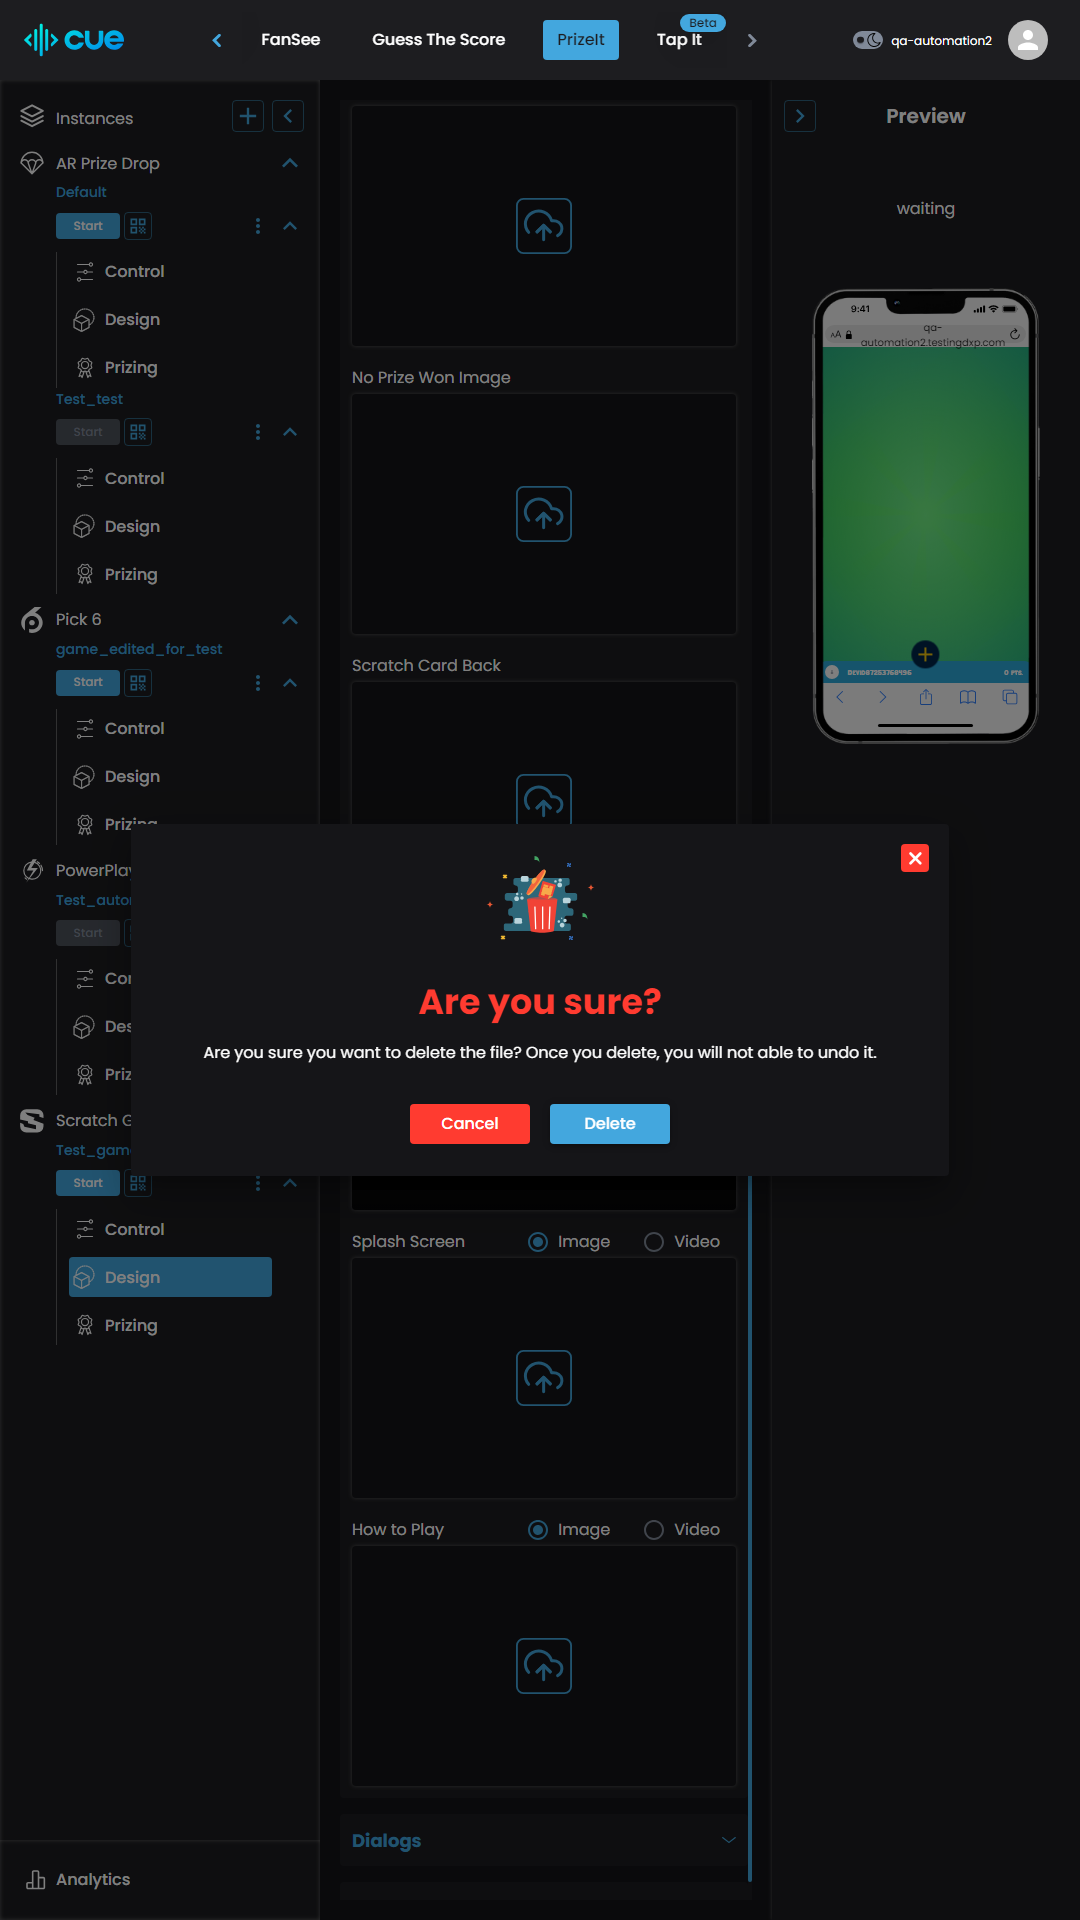 cue
FanSee
Guess The Score
PrizeIt
Tap It
Beta
qa-automation2
Instances
AR Prize Drop
Default
Start
Control
Design
Prizing
Test_test
Start
Control
Design
Prizing
Pick 6
game_edited_for_test
Start
Control
Design
Prizing
PowerPlay
Test_auto
Start
Con
Des
Priz
Scratch G
Test_gam
Start
Control
Design
Prizing
Analytics
No Prize Won Image
Scratch Card Back
Are you sure?
Are you sure you want to delete the file? Once you delete, you will not able to undo it.
Cancel
Delete
Splash Screen
Image
Video
How to Play
Image
Video
Dialogs
Preview
waiting
9:41
AA
qa-
automation2.testingdxp.com
0 PTS.